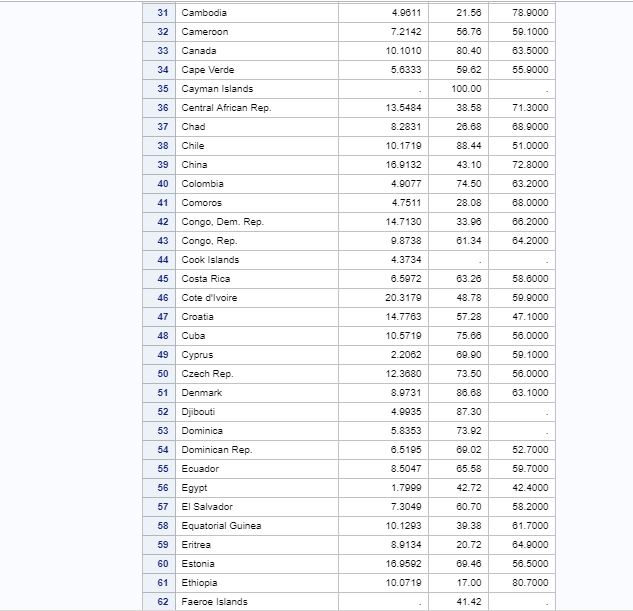 31 Cambodia 4.9611 21.56 78.9000
32 Cameroon 7.2142 56.76 59.1000
33 Canada 10.1010 80.40 63.5000
34 Cape Verde 5.6333 59.62 55.9000
35 Cayman Islands . 100.00 .
36 Central African Rep. 13.5484 38.58 71.3000
37 Chad 8.2831 26.68 68.9000
38 Chile 10.1719 88.44 51.0000
39 China 16.9132 43.10 72.8000
40 Colombia 4.9077 74.50 63.2000
41 Comoros 4.7511 28.08 68.0000
42 Congo, Dem. Rep. 14.7130 33.96 66.2000
43 Congo, Rep. 9.8738 61.34 64.2000
44 Cook Islands 4.3734 . .
45 Costa Rica 6.5972 63.26 58.6000
46 Cote d'Ivoire 20.3179 48.78 59.9000
47 Croatia 14.7763 57.28 47.1000
48 Cuba 10.5719 75.66 56.0000
49 Cyprus 2.2062 69.90 59.1000
50 Czech Rep. 12.3680 73.50 56.0000
51 Denmark 8.9731 86.68 63.1000
52 Djibouti 4.9935 87.30 .
53 Dominica 5.8353 73.92 .
54 Dominican Rep. 6.5195 69.02 52.7000
55 Ecuador 8.5047 65.58 59.7000
56 Egypt 1.7999 42.72 42.4000
57 El Salvador 7.3049 60.70 58.2000
58 Equatorial Guinea 10.1293 39.38 61.7000
59 Eritrea 8.9134 20.72 64.9000
60 Estonia 16.9592 69.46 56.5000
61 Ethiopia 10.0719 17.00 80.7000
62 Faeroe Islands . 41.42 .